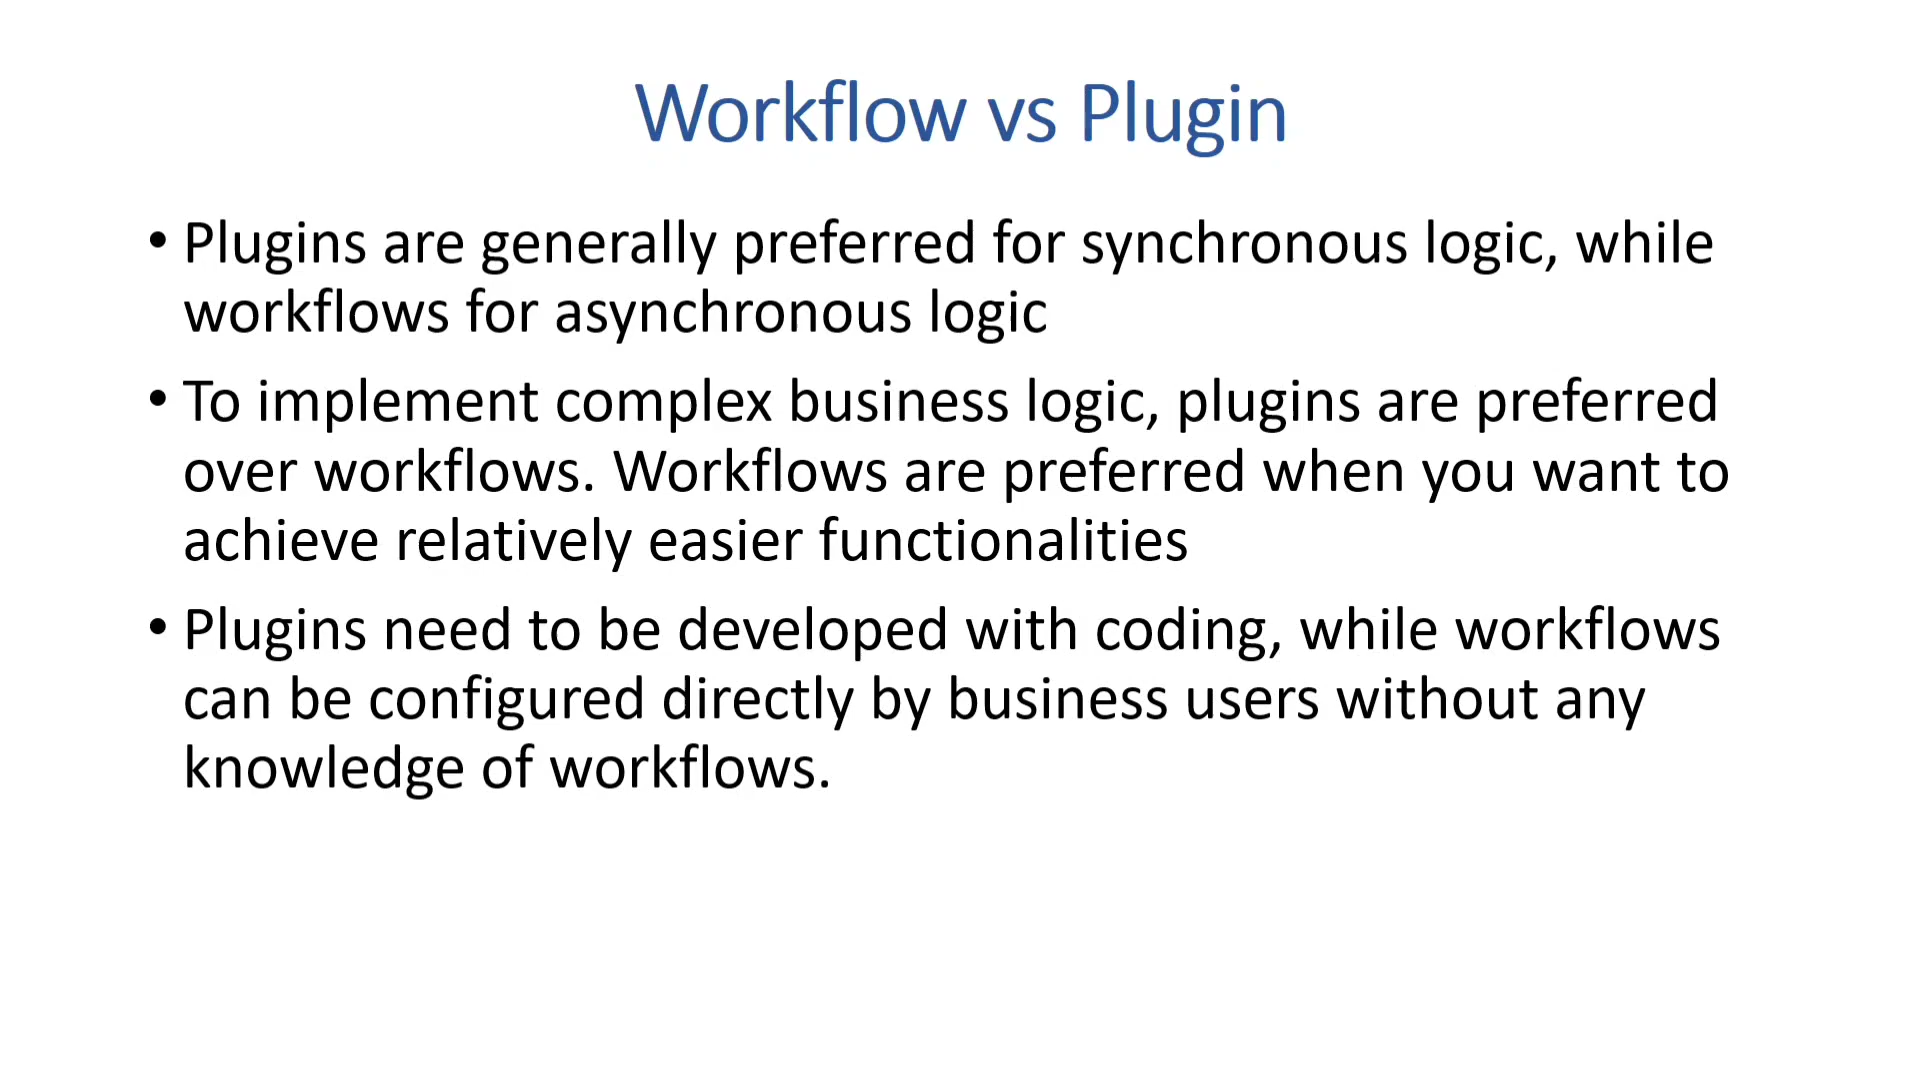 Workflow vs Plugin
• Plugins are generally preferred for synchronous logic, while
workflows for asynchronous logic
• To implement complex business logic, plugins are preferred
over workflows. Workflows are preferred when you want to
achieve relatively easier functionalities
• Plugins need to be developed with coding, while workflows
can be configured directly by business users without any
knowledge of workflows.